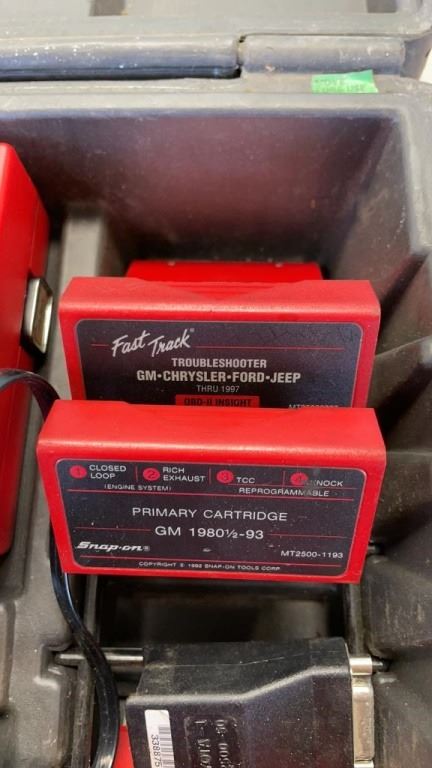 Fast Track®
TROUBLESHOOTER
GM•CHRYSLER•FORD•JEEP
THRU 1997
OBD-II INSIGHT
1 CLOSED LOOP 2 RICH EXHAUST 3 TCC 4 KNOCK
(ENGINE SYSTEM) REPROGRAMMABLE
PRIMARY CARTRIDGE
GM 1980½-93
Snap-on® MT2500-1193
COPYRIGHT © 1992 SNAP-ON TOOLS CORP.